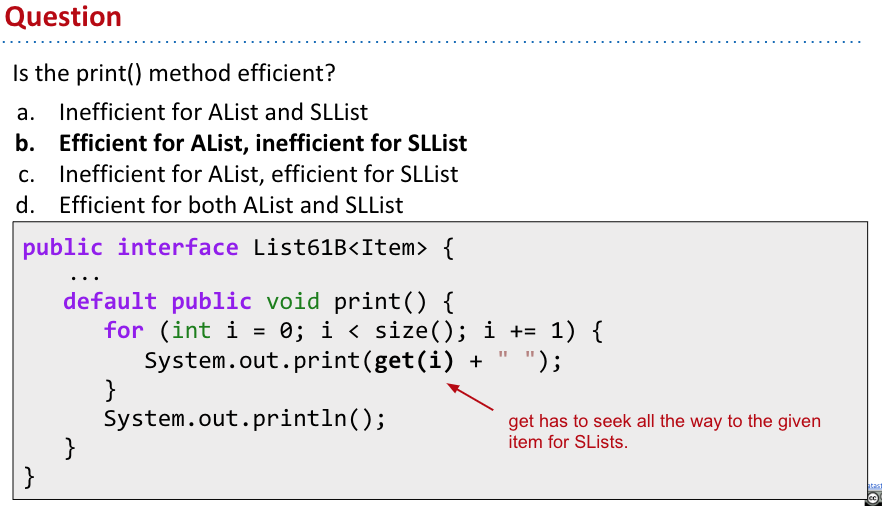 Question
Is the print() method efficient?
a. Inefficient for AList and SLList
b. Efficient for AList, inefficient for SLList
c. Inefficient for AList, efficient for SLList
d. Efficient for both AList and SLList
public interface List61B<Item> {
...
default public void print() {
for (int i = 0; i < size(); i += 1) {
System.out.print(get(i) + " ");
}
System.out.println();
get has to seek all the way to the given
item for SLists.
}
}
cc